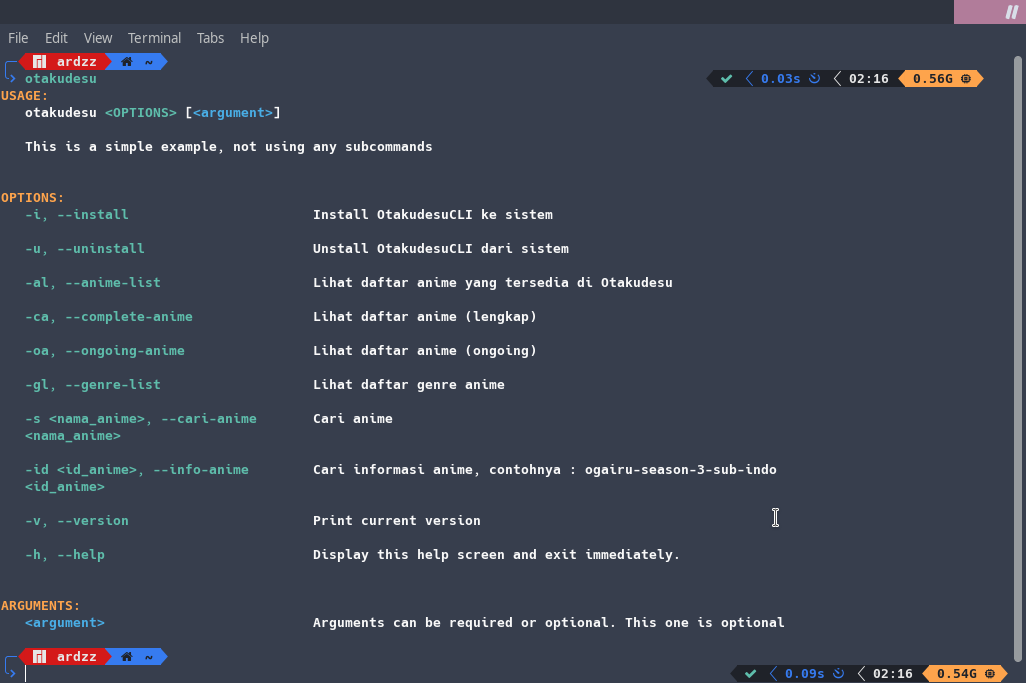 File Edit View Terminal Tabs Help
ardzz ~
otakudesu 0.03s 02:16 0.56G
USAGE:
otakudesu <OPTIONS> [<argument>]
This is a simple example, not using any subcommands
OPTIONS:
-i, --install Install OtakudesuCLI ke sistem
-u, --uninstall Unstall OtakudesuCLI dari sistem
-al, --anime-list Lihat daftar anime yang tersedia di Otakudesu
-ca, --complete-anime Lihat daftar anime (lengkap)
-oa, --ongoing-anime Lihat daftar anime (ongoing)
-gl, --genre-list Lihat daftar genre anime
-s <nama_anime>, --cari-anime Cari anime
<nama_anime>
-id <id_anime>, --info-anime Cari informasi anime, contohnya : ogairu-season-3-sub-indo
<id_anime>
-v, --version Print current version
-h, --help Display this help screen and exit immediately.
ARGUMENTS:
<argument> Arguments can be required or optional. This one is optional
ardzz ~
0.09s 02:16 0.54G